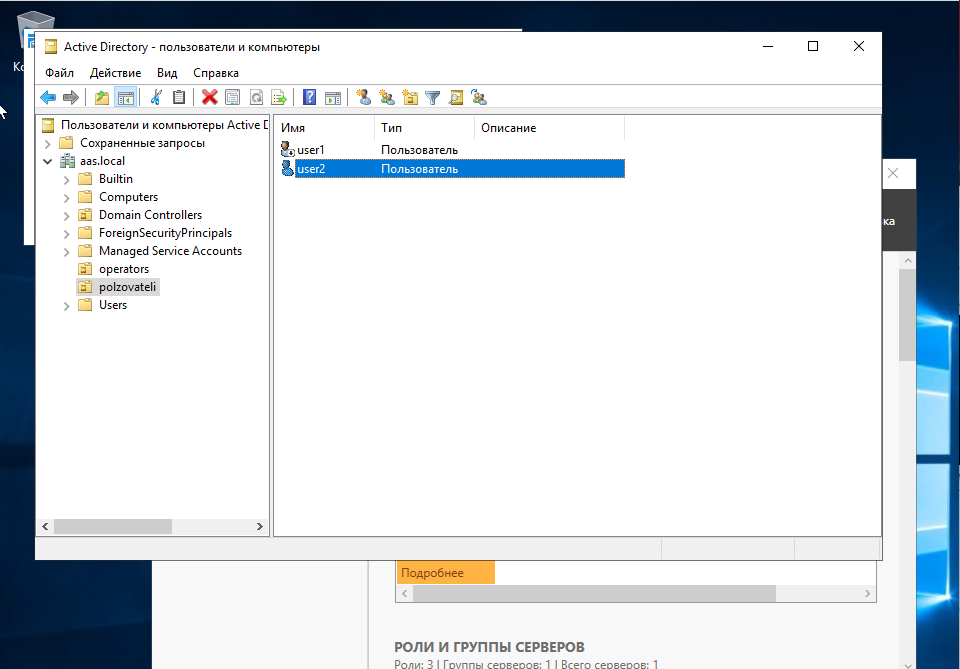 Active Directory - пользователи и компьютеры
Файл Действие Вид Справка
Пользователи и компьютеры Active
Сохраненные запросы
aas.local
Builtin
Computers
Domain Controllers
ForeignSecurityPrincipals
Managed Service Accounts
operators
polzovateli
Users
Имя Тип Описание
user1 Пользователь
user2 Пользователь
ка
Подробнее
РОЛИ И ГРУППЫ СЕРВЕРОВ
Роли: 3 | Группы серверов: 1 | Всего серверов: 1